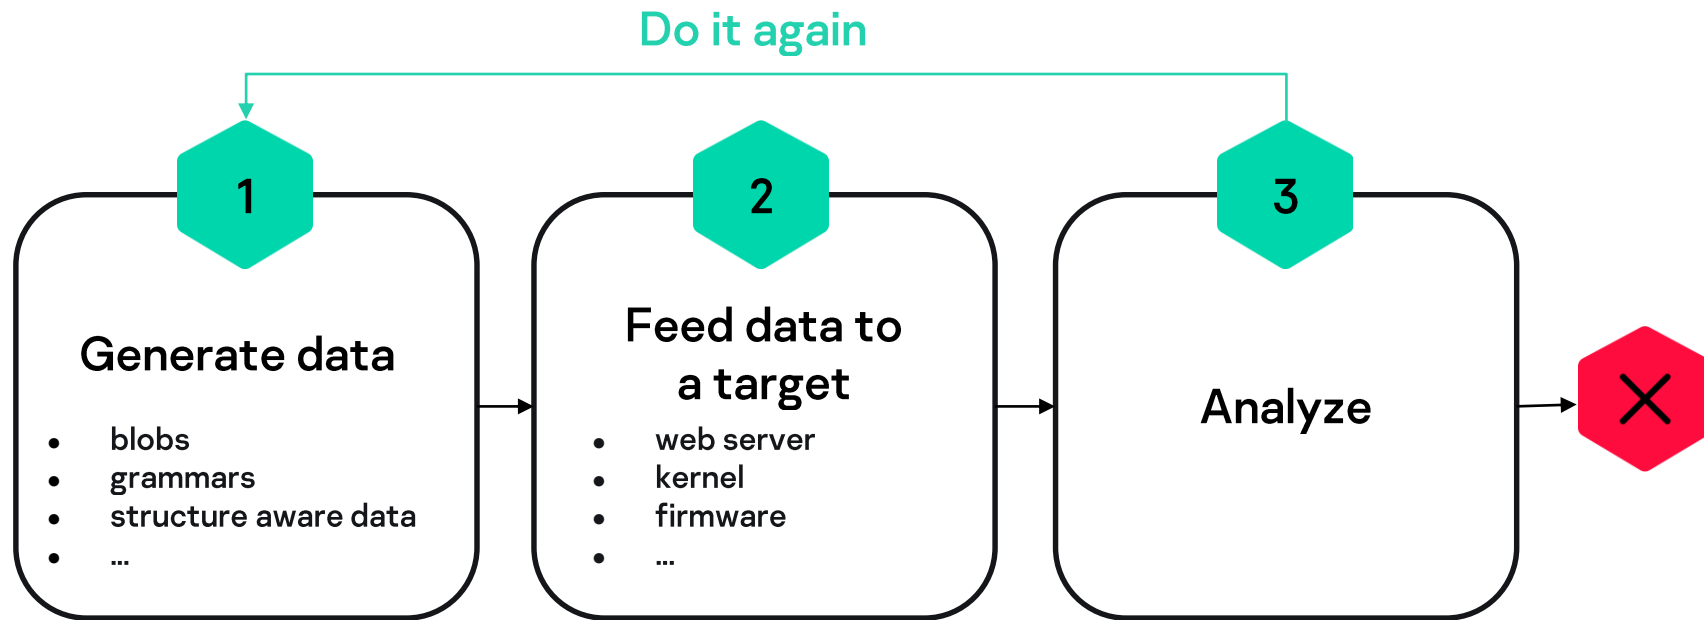 Do it again
1
2
3
Generate data
• blobs
• grammars
• structure aware data
• ...
Feed data to
a target
• web server
• kernel
• firmware
• ...
Analyze